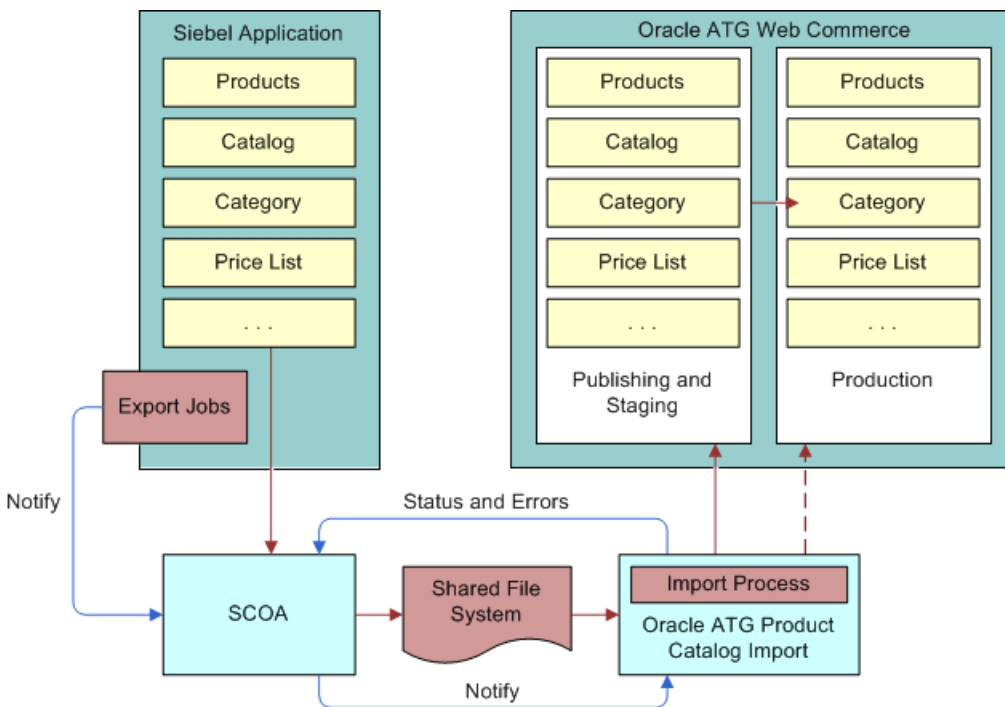 Siebel Application
Products
Catalog
Category
Price List
. . .
Export Jobs
Oracle ATG Web Commerce
Products
Catalog
Category
Price List
. . .
Publishing and
Staging
Products
Catalog
Category
Price List
. . .
Production
Notify
Status and Errors
SCOA
Shared File
System
Import Process
Oracle ATG Product
Catalog Import
Notify